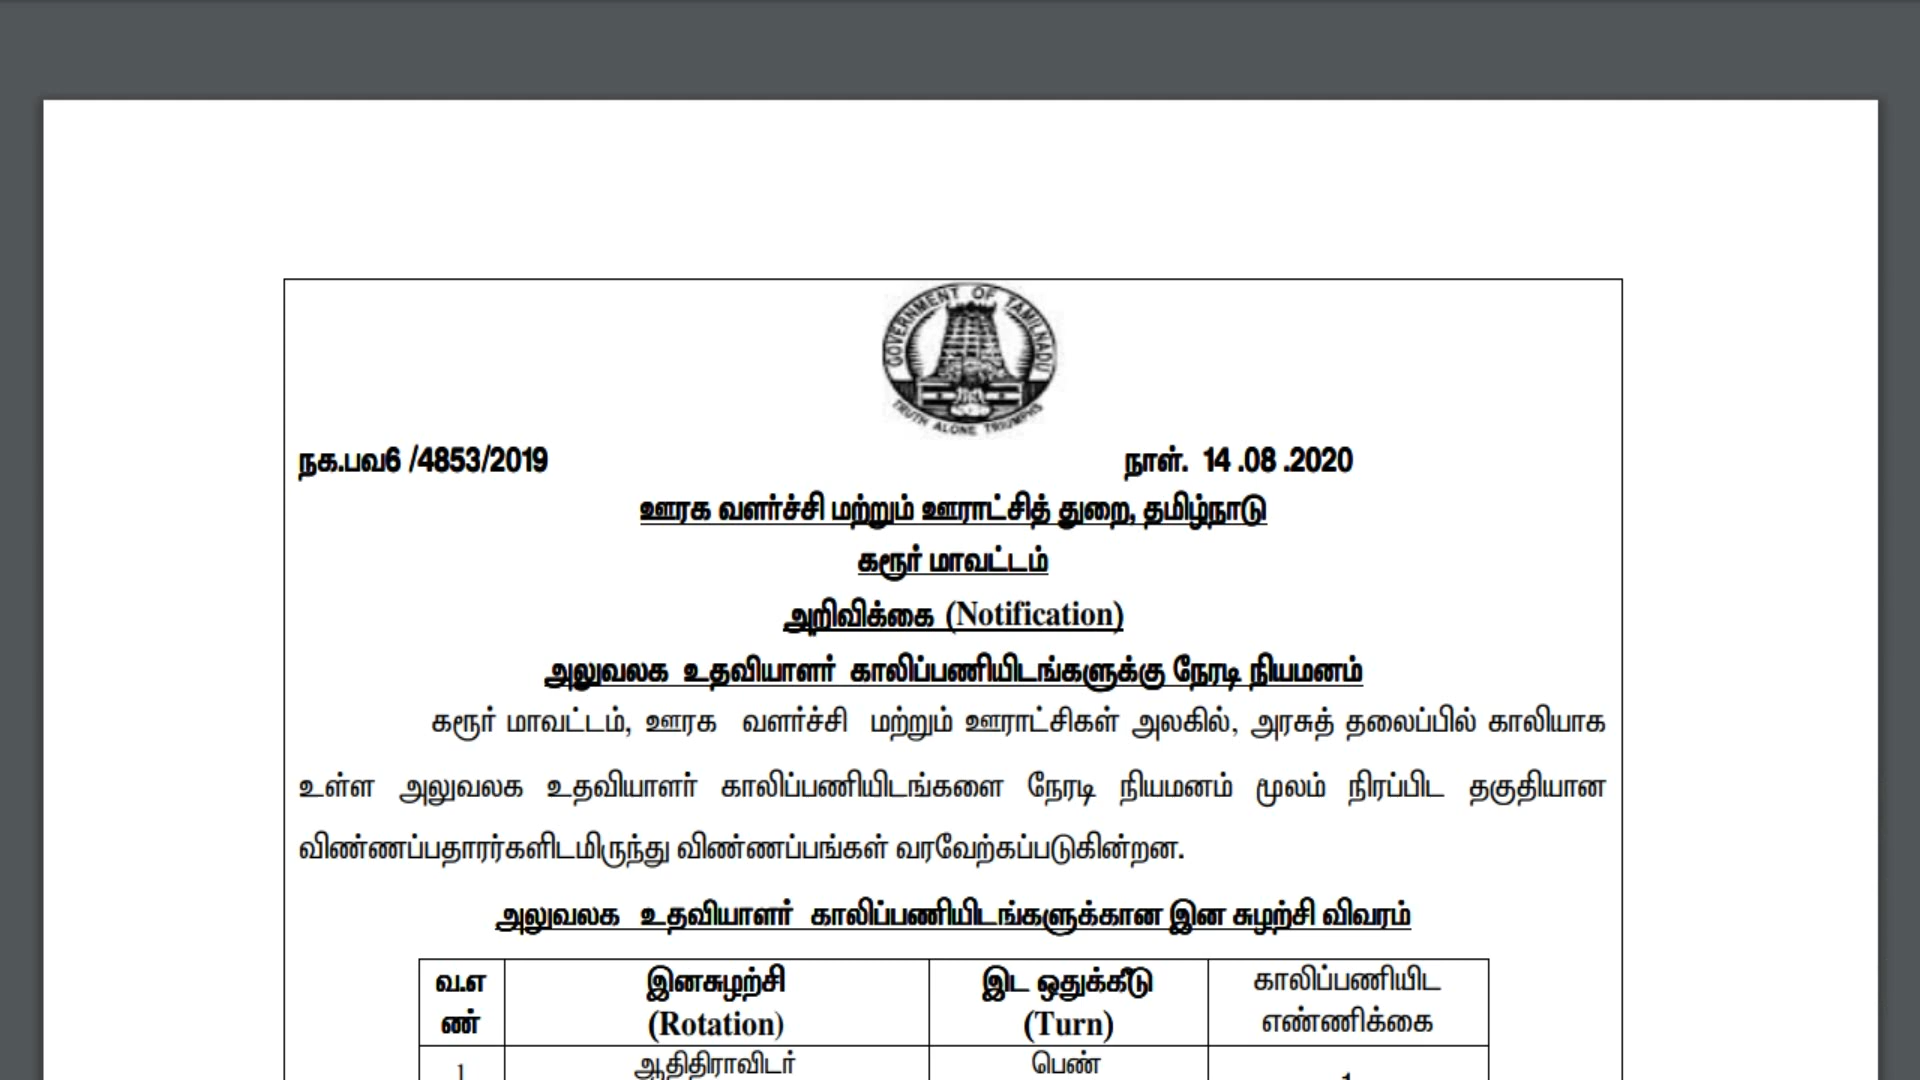 GOVERNMENT OF TAMILNADU
TRUTH ALONE TRIUMPHS
நக.பவ6 /4853/2019 நாள். 14 .08 .2020
ஊரக வளர்ச்சி மற்றும் ஊராட்சித் துறை, தமிழ்நாடு
கரூர் மாவட்டம்
அறிவிக்கை (Notification)
அலுவலக உதவியாளர் காலிப்பணியிடங்களுக்கு நேரடி நியமனம்
கரூர் மாவட்டம், ஊரக வளர்ச்சி மற்றும் ஊராட்சிகள் அலகில், அரசுத் தலைப்பில் காலியாக
உள்ள அலுவலக உதவியாளர் காலிப்பணியிடங்களை நேரடி நியமனம் மூலம் நிரப்பிட தகுதியான
விண்ணப்பதாரர்களிடமிருந்து விண்ணப்பங்கள் வரவேற்கப்படுகின்றன.
அலுவலக உதவியாளர் காலிப்பணியிடங்களுக்கான இன சுழற்சி விவரம்
வ.எ இனசுழற்சி இட ஒதுக்கீடு காலிப்பணியிட
ண் (Rotation) (Turn) எண்ணிக்கை
1 ஆதிதிராவிடர் பெண் 1